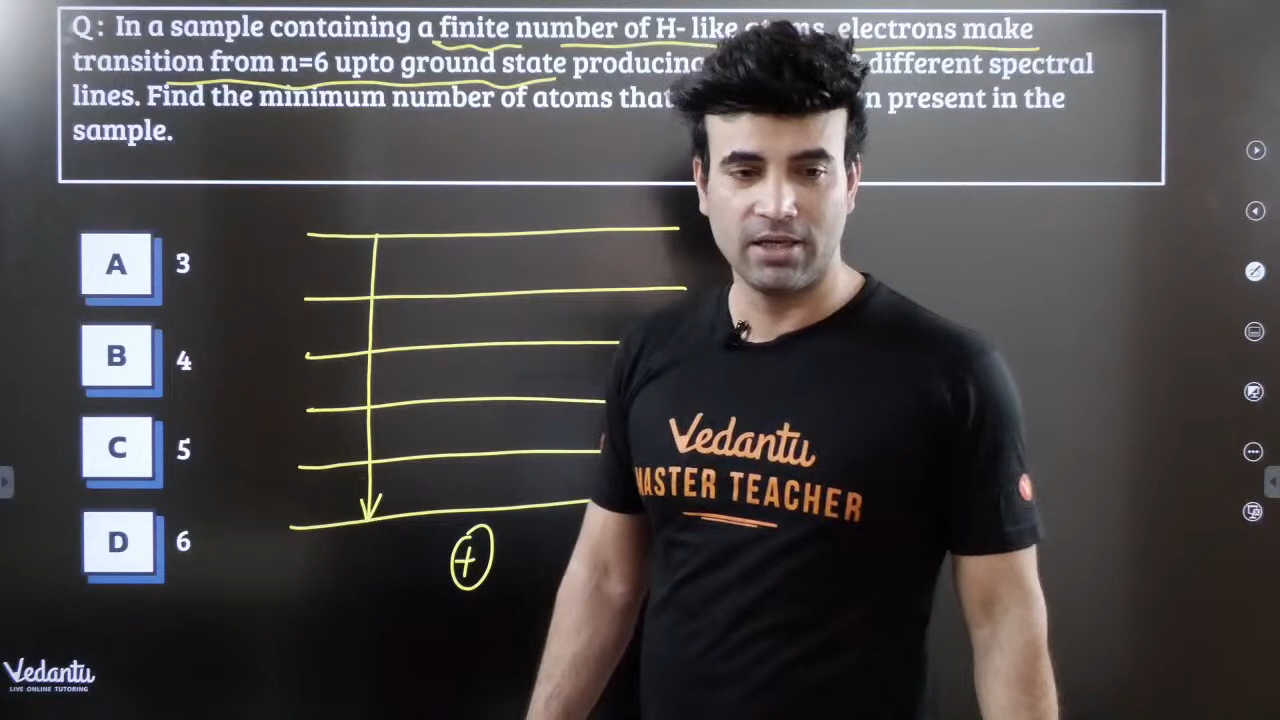 Q : In a sample containing a finite number of H- like electrons make
transition from n=6 upto ground state different spectral
lines. Find the minimum number of atoms that present in the
sample.
A 3
B 4
C 5
D 6
+
Vedantu
MASTER TEACHER
Vedantu
LIVE ONLINE TUTORING